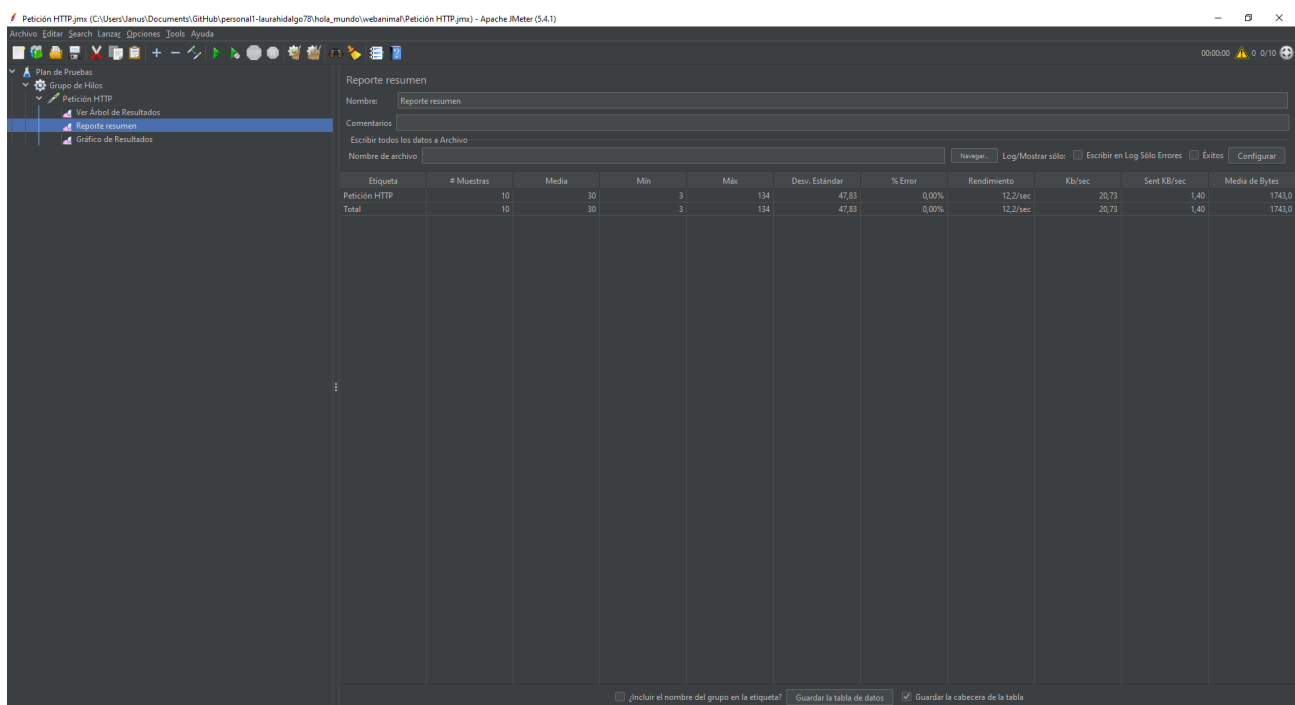 Petición HTTP.jmx (C:\Users\Janus\Documents\GitHub\personal1-laurahidalgo78\hola_mundo\webanimal\Petición HTTP.jmx) - Apache JMeter (5.4.1)
Archivo Editar Search Lanzar Opciones Tools Ayuda
00:00:00 0 0/10
Plan de Pruebas
Grupo de Hilos
Petición HTTP
Ver Árbol de Resultados
Reporte resumen
Gráfico de Resultados
Reporte resumen
Nombre: Reporte resumen
Comentarios
Escribir todos los datos a Archivo
Nombre de archivo Navegar... Log/Mostrar sólo: Escribir en Log Sólo Errores Éxitos Configurar
Etiqueta # Muestras Media Mín Máx Desv. Estándar % Error Rendimiento Kb/sec Sent KB/sec Media de Bytes
Petición HTTP 10 30 3 134 47,83 0,00% 12,2/sec 20,73 1,40 1743,0
Total 10 30 3 134 47,83 0,00% 12,2/sec 20,73 1,40 1743,0
¿Incluir el nombre del grupo en la etiqueta? Guardar la tabla de datos Guardar la cabecera de la tabla